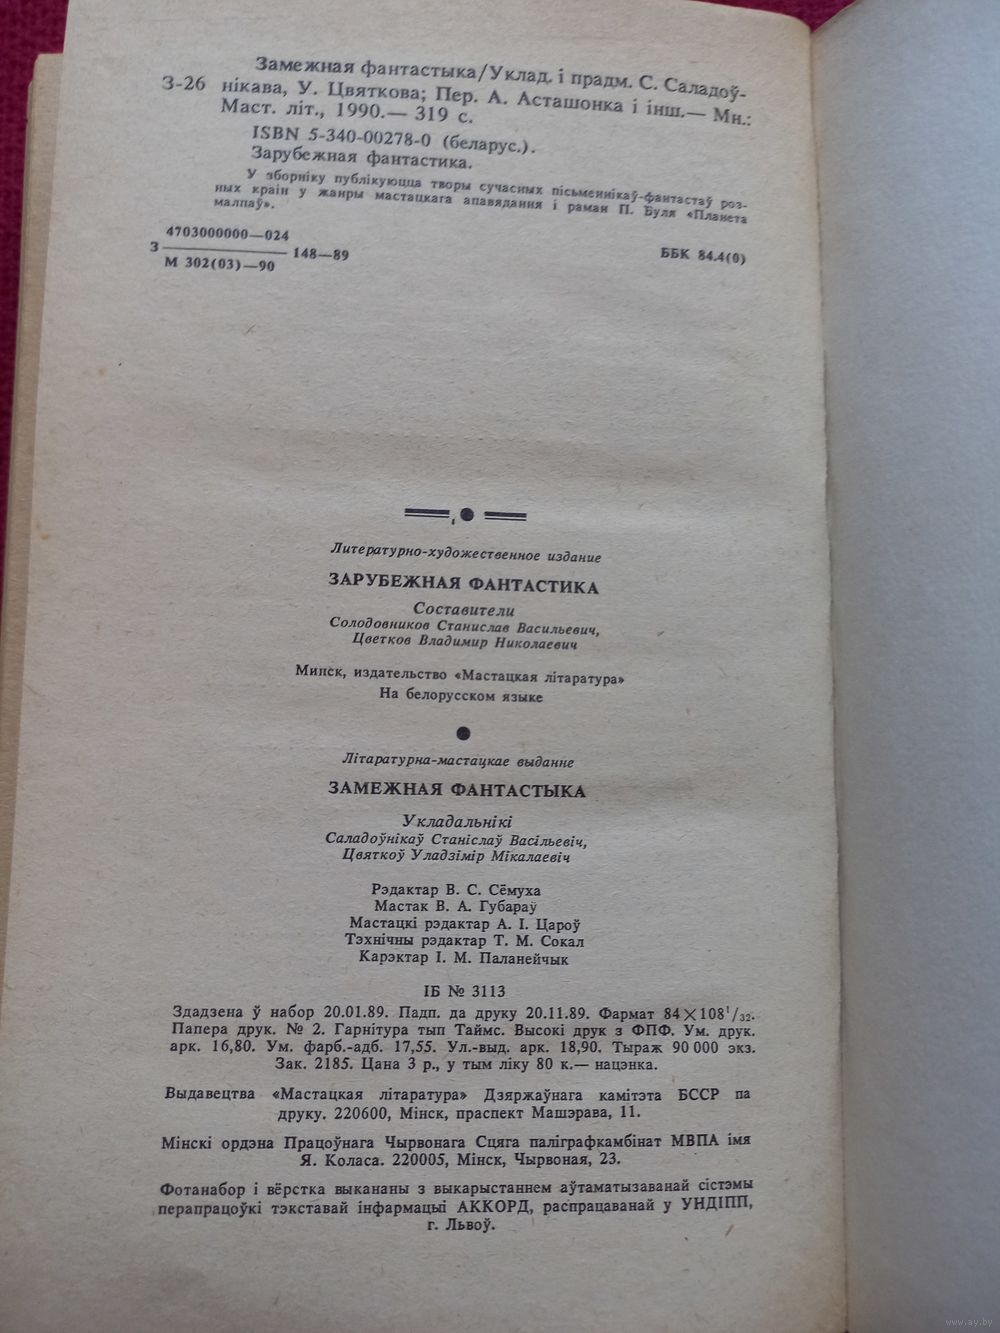 Замежная фантастыка/Уклад. і прадм. С. Саладоў-
З-26 нікава, У. Цвяткова; Пер. А. Асташонка і інш.— Мн.:
Маст. літ., 1990.— 319 с.
ISBN 5-340-00278-0 (беларус.).
Зарубежная фантастика.
У зборніку публікуюцца творы сучасных пісьменнікаў-фантастаў роз-
ных краін у жанры мастацкага апавядання і раман П. Буля «Планета
малпаў».
4703000000—024
З 148—89 ББК 84.4(0)
М 302(03)—90
Литературно-художественное издание
ЗАРУБЕЖНАЯ ФАНТАСТИКА
Составители
Солодовников Станислав Васильевич,
Цветков Владимир Николаевич
Минск, издательство «Мастацкая літаратура»
На белорусском языке
Літаратурна-мастацкае выданне
ЗАМЕЖНАЯ ФАНТАСТЫКА
Укладальнікі
Саладоўнікаў Станіслаў Васільевіч,
Цвяткоў Уладзімір Мікалаевіч
Рэдактар В. С. Сёмуха
Мастак В. А. Губараў
Мастацкі рэдактар А. І. Цароў
Тэхнічны рэдактар Т. М. Сокал
Карэктар І. М. Паланейчык
ІБ № 3113
Здадзена ў набор 20.01.89. Падп. да друку 20.11.89. Фармат 84×108¹/₃₂.
Папера друк. № 2. Гарнітура тып Таймс. Высокі друк з ФПФ. Ум. друк.
арк. 16,80. Ум. фарб.-адб. 17,55. Ул.-выд. арк. 18,90. Тыраж 90 000 экз.
Зак. 2185. Цана 3 р., у тым ліку 80 к.— нацэнка.
Выдавецтва «Мастацкая літаратура» Дзяржаўнага камітэта БССР па
друку. 220600, Мінск, праспект Машэрава, 11.
Мінскі ордэна Працоўнага Чырвонага Сцяга паліграфкамбінат МВПА імя
Я. Коласа. 220005, Мінск, Чырвоная, 23.
Фотанабор і вёрстка выкананы з выкарыстаннем аўтаматызаванай сістэмы
перапрацоўкі тэкставай інфармацыі АККОРД, распрацаванай у УНДІПП,
г. Львоў.
www.ay.by